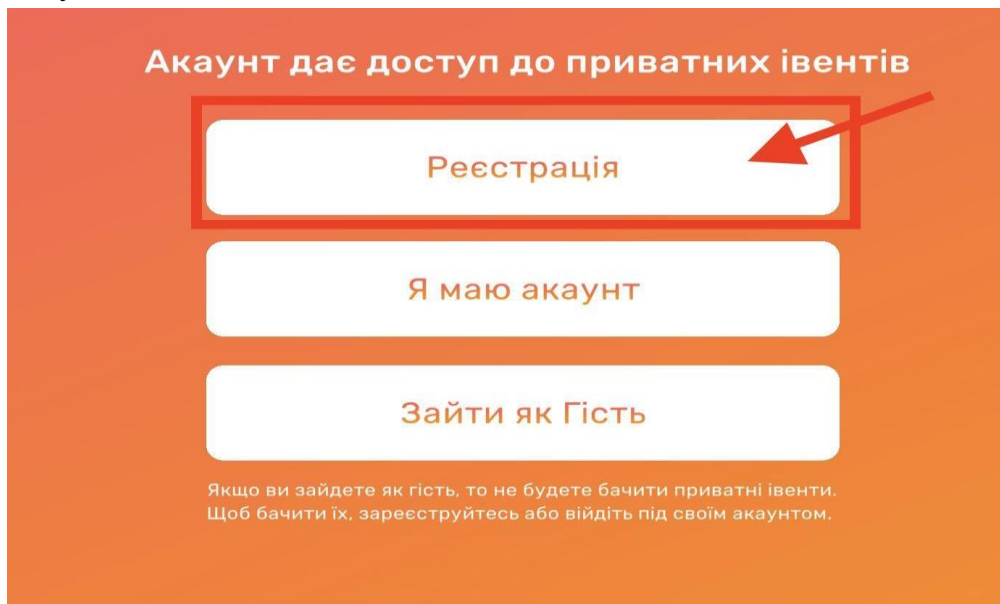 Акаунт дає доступ до приватних івентів
Реєстрація
Я маю акаунт
Зайти як Гість
Якщо ви зайдете як гість, то не будете бачити приватні івенти.
Щоб бачити їх, зареєструйтесь або війдіть під своїм акаунтом.